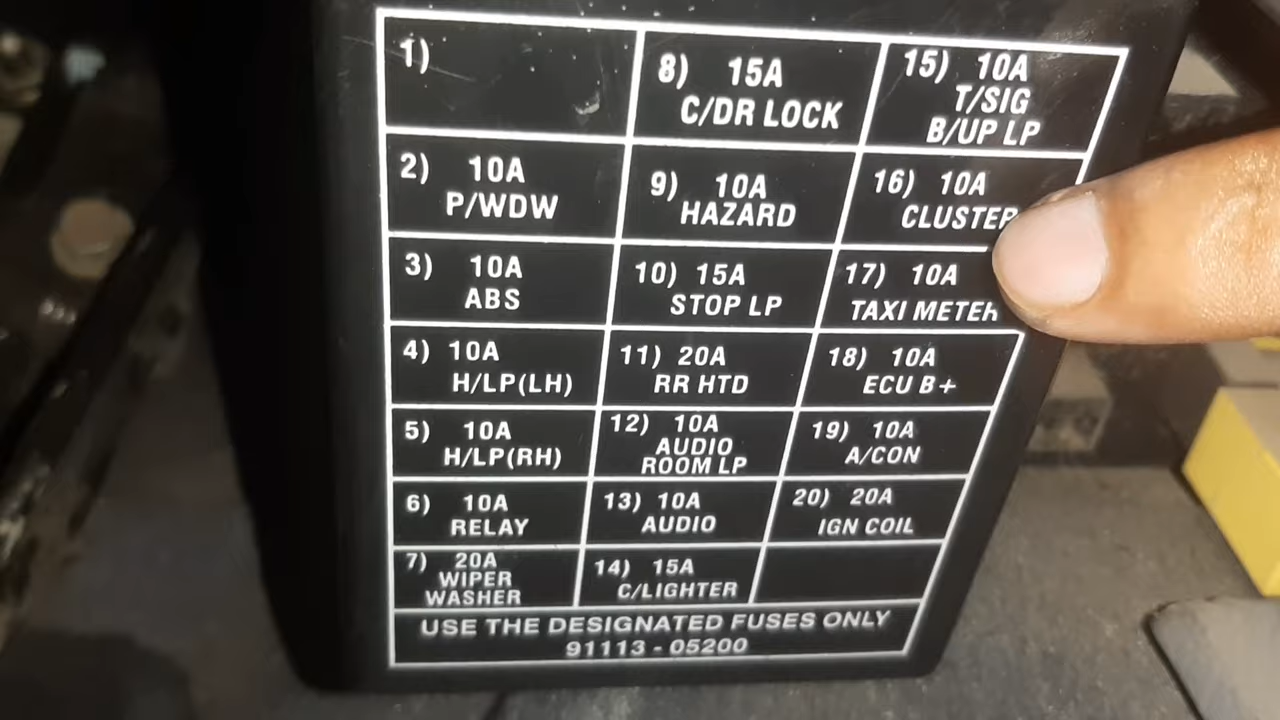 1)
2) 10A
P/WDW
3) 10A
ABS
4) 10A
H/LP(LH)
5) 10A
H/LP(RH)
6) 10A
RELAY
7) 20A
WIPER
WASHER
8) 15A
C/DR LOCK
9) 10A
HAZARD
10) 15A
STOP LP
11) 20A
RR HTD
12) 10A
AUDIO
ROOM LP
13) 10A
AUDIO
14) 15A
C/LIGHTER
15) 10A
T/SIG
B/UP LP
16) 10A
CLUSTER
17) 10A
TAXI METER
18) 10A
ECU B+
19) 10A
A/CON
20) 20A
IGN COIL
USE THE DESIGNATED FUSES ONLY
91113 - 05200